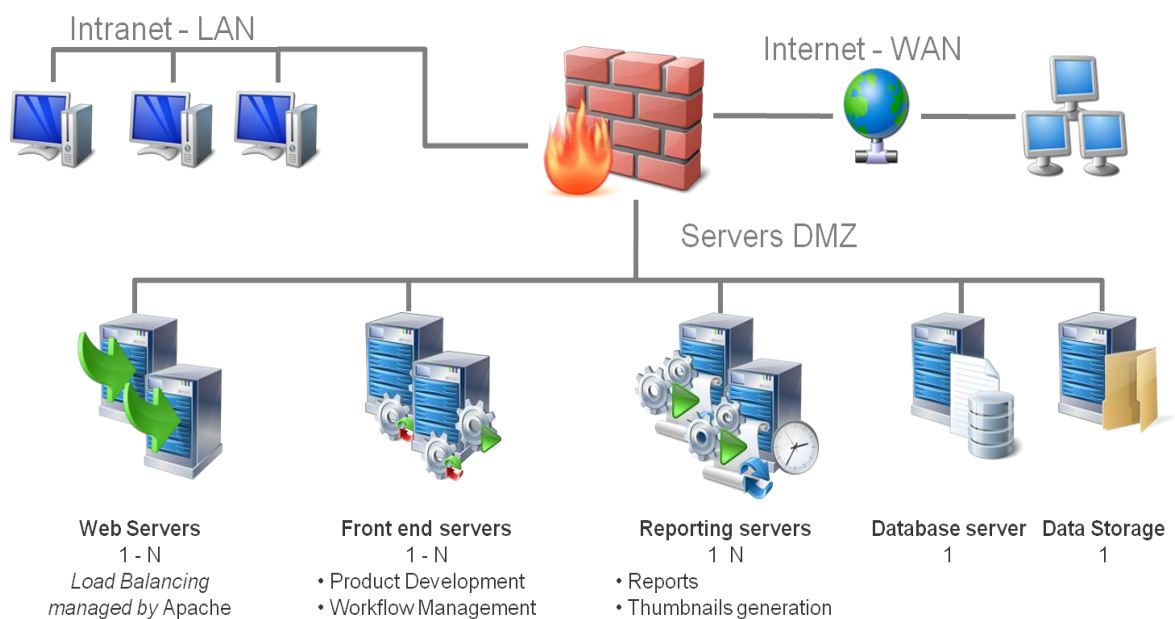 Intranet - LAN
Internet - WAN
Servers DMZ
Web Servers
1 - N
Load Balancing
managed by Apache
Front end servers
1 - N
• Product Development
• Workflow Management
Reporting servers
1 N
• Reports
• Thumbnails generation
Database server
1
Data Storage
1